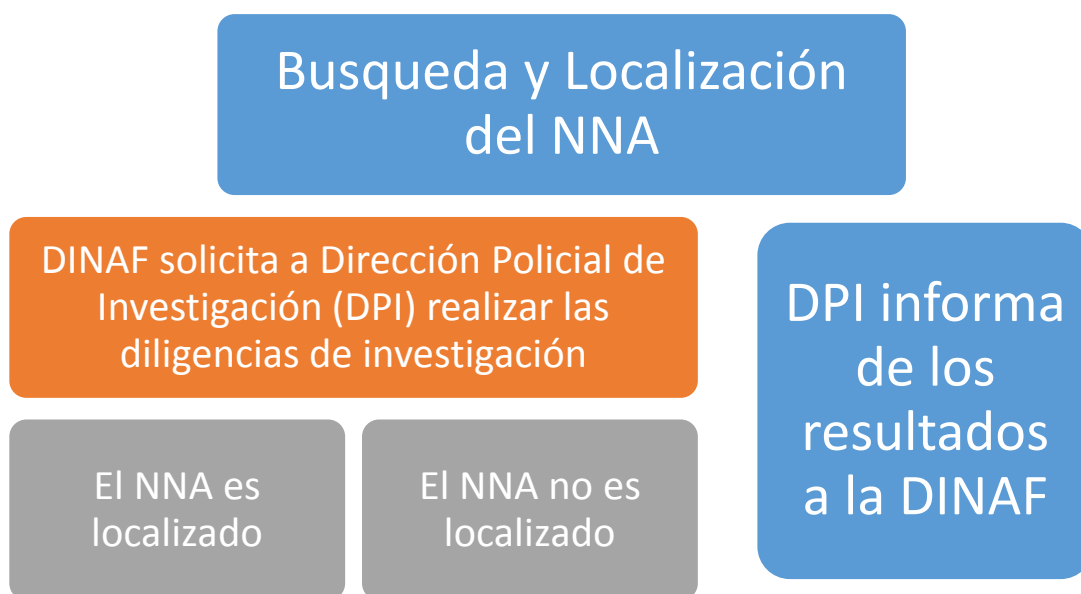 Busqueda y Localización
del NNA
DINAF solicita a Dirección Policial de
Investigación (DPI) realizar las
diligencias de investigación
El NNA es
localizado
El NNA no es
localizado
DPI informa
de los
resultados
a la DINAF